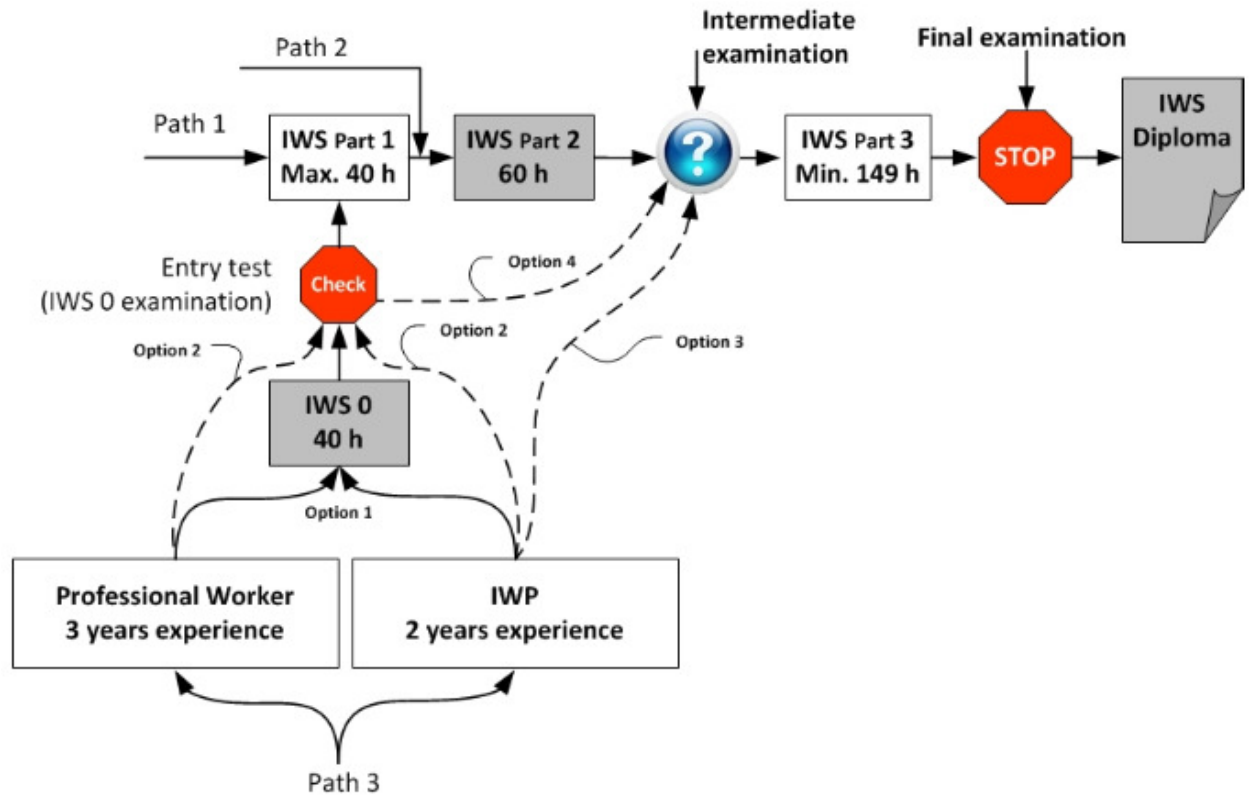 Intermediate
examination
Final examination
Path 2
Path 1
IWS Part 1
Max. 40 h
IWS Part 2
60 h
?
IWS Part 3
Min. 149 h
STOP
IWS
Diploma
Entry test
(IWS 0 examination)
Check
Option 4
Option 2
Option 2
Option 3
IWS 0
40 h
Option 1
Professional Worker
3 years experience
IWP
2 years experience
Path 3